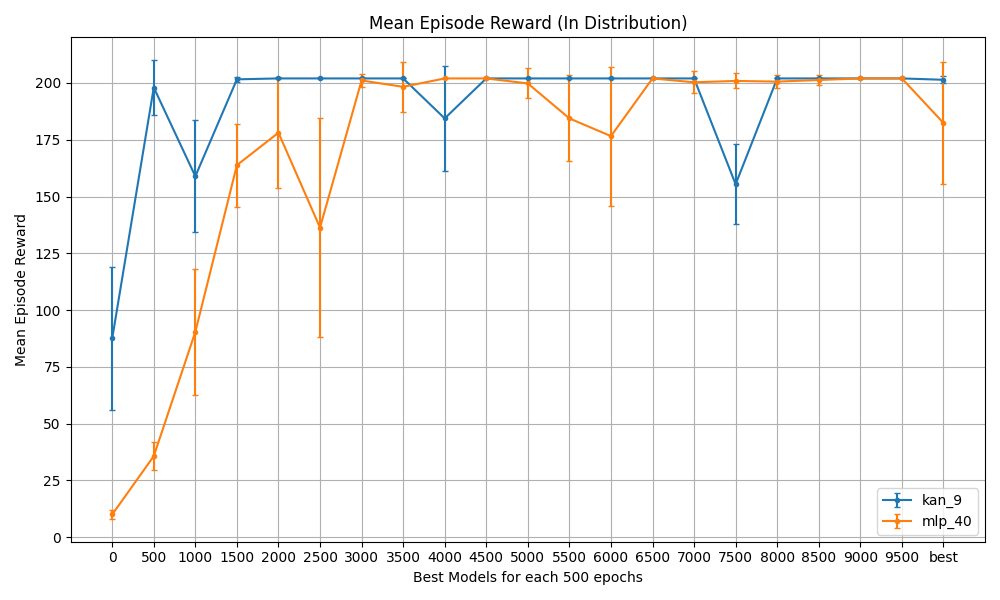 Mean Episode Reward (In Distribution)
Mean Episode Reward
200
175
150
125
100
75
50
25
0
0 500 1000 1500 2000 2500 3000 3500 4000 4500 5000 5500 6000 6500 7000 7500 8000 8500 9000 9500 best
Best Models for each 500 epochs
kan_9
mlp_40